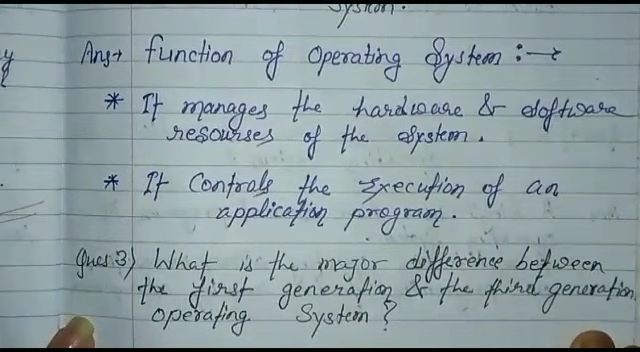 System.
Ans→ function of Operating System :→
* It manages the hardware & software
resourses of the system.
* It Controls the Execution of an
application program.
Ques 3) What is the major difference between
the first generation & the third generation
operating System?